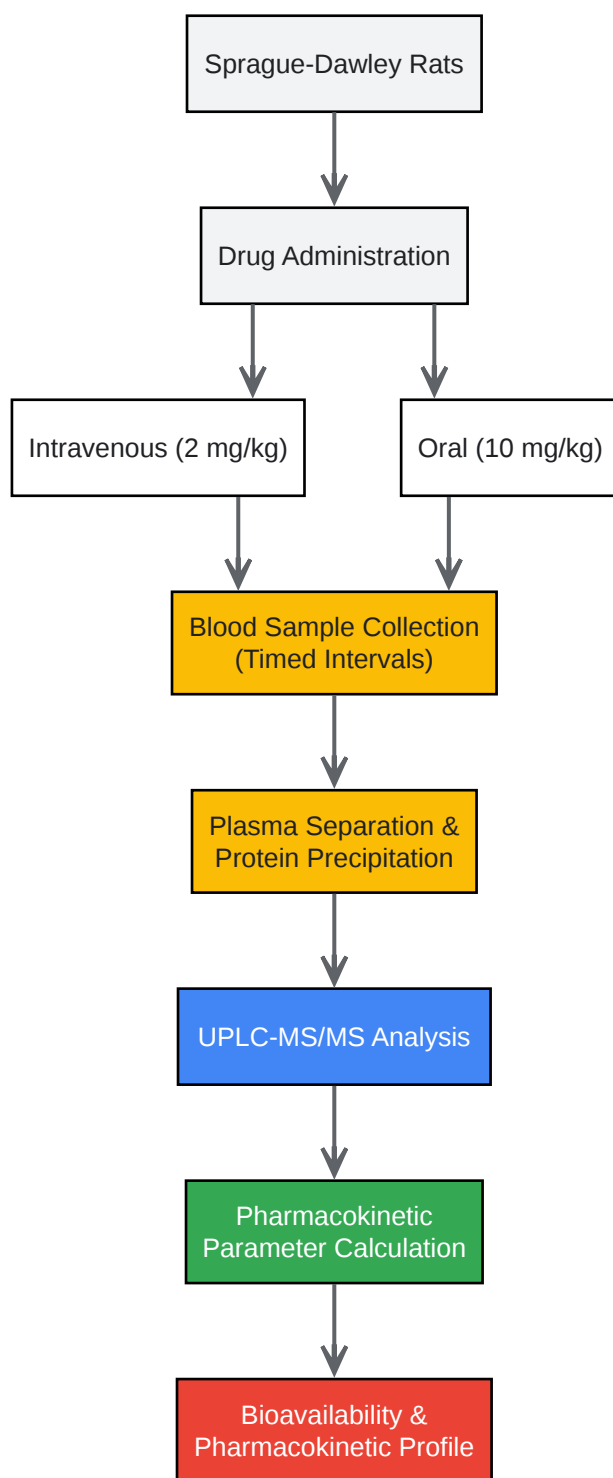 Sprague-Dawley Rats
Drug Administration
Intravenous (2 mg/kg)
Oral (10 mg/kg)
Blood Sample Collection
(Timed Intervals)
Plasma Separation &
Protein Precipitation
UPLC-MS/MS Analysis
Pharmacokinetic
Parameter Calculation
Bioavailability &
Pharmacokinetic Profile